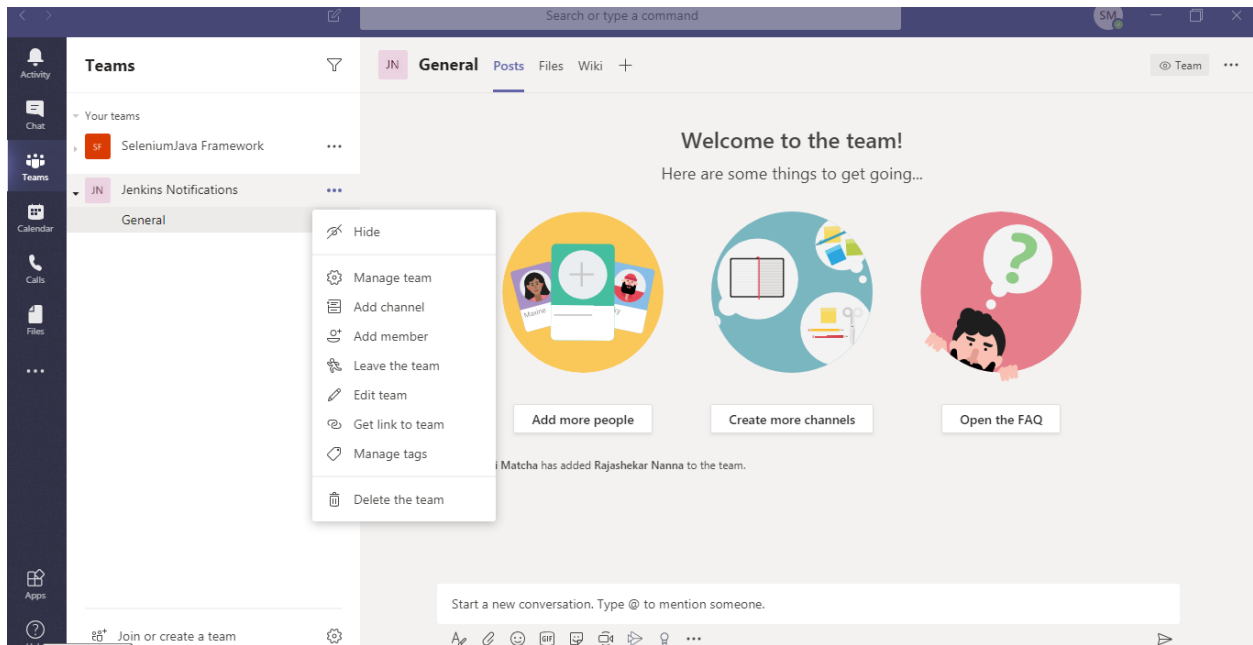 Search or type a command
SM
Activity
Chat
Teams
Calendar
Calls
Files
Apps
Teams
Your teams
SF SeleniumJava Framework
JN Jenkins Notifications
General
Join or create a team
Hide
Manage team
Add channel
Add member
Leave the team
Edit team
Get link to team
Manage tags
Delete the team
JN General Posts Files Wiki
Team
Welcome to the team!
Here are some things to get going...
Maxine
Add more people
Create more channels
Open the FAQ
Matcha has added Rajashekar Nanna to the team.
Start a new conversation. Type @ to mention someone.
GIF